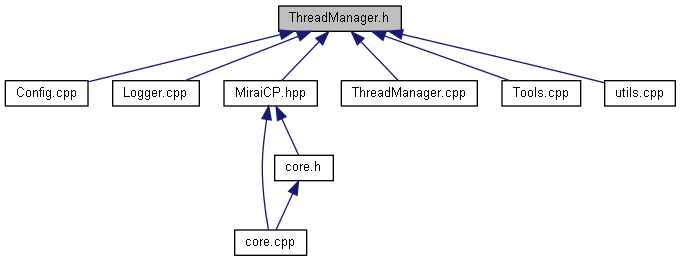 ThreadManager.h
Config.cpp
Logger.cpp
MiraiCP.hpp
ThreadManager.cpp
Tools.cpp
utils.cpp
core.h
core.cpp